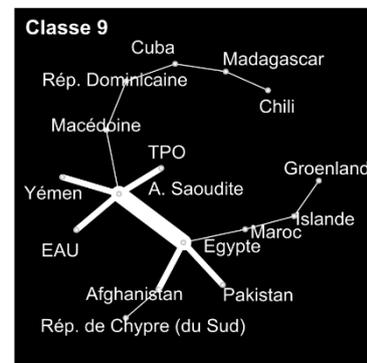 Classe 9
Cuba
Madagascar
Rép. Dominicaine
Chili
Macédoine
TPO
Groenland
Yémen
A. Saoudite
Islande
Maroc
EAU
Egypte
Afghanistan
Pakistan
Rép. de Chypre (du Sud)